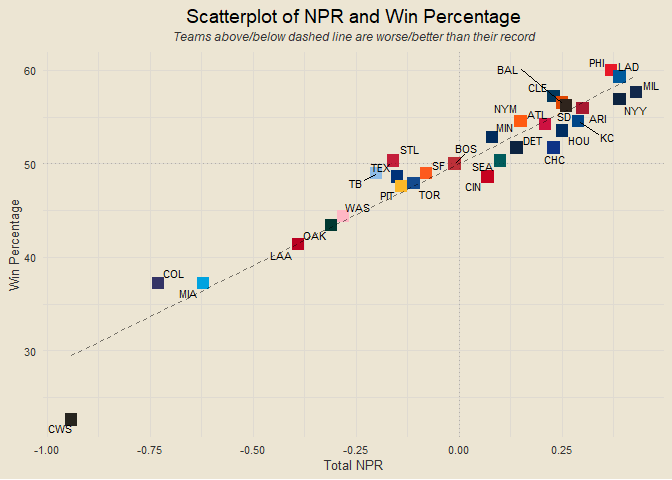 Scatterplot of NPR and Win Percentage
Teams above/below dashed line are worse/better than their record
Win Percentage
60
50
40
30
PHI
LAD
BAL
CLE
MIL
NYY
NYM
ATL
SD
ARI
MIN
KC
DET
HOU
BOS
STL
CHC
TEX
SF
SEA
TB
CIN
PIT
TOR
WAS
OAK
LAA
COL
MIA
CWS
-1.00
-0.75
-0.50
-0.25
0.00
0.25
Total NPR